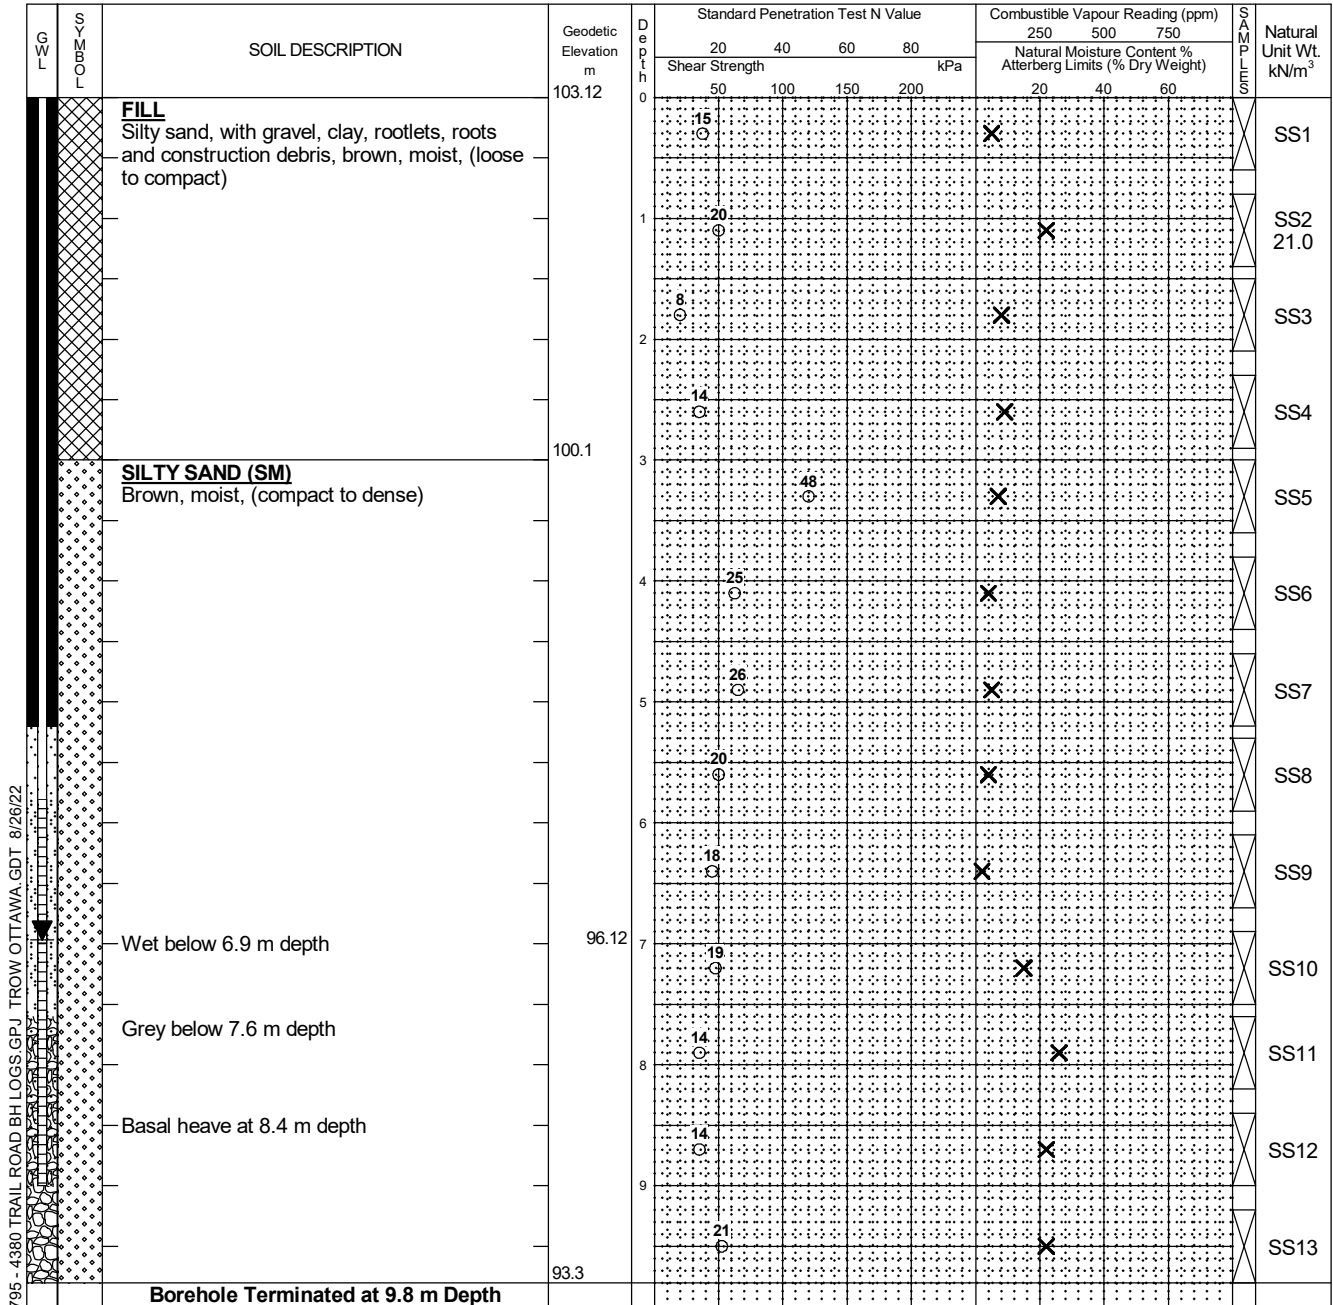 GWL
SYMBOL
SOIL DESCRIPTION
Geodetic
Elevation
m
103.12
Depth
Standard Penetration Test N Value
20 40 60 80
Shear Strength kPa
50 100 150 200
Combustible Vapour Reading (ppm)
250 500 750
Natural Moisture Content %
Atterberg Limits (% Dry Weight)
20 40 60
SAMPLES
Natural
Unit Wt.
kN/m³
0
FILL
Silty sand, with gravel, clay, rootlets, roots
and construction debris, brown, moist, (loose
to compact)
15
SS1
1
20
SS2
21.0
8
SS3
2
14
SS4
100.1
3
SILTY SAND (SM)
Brown, moist, (compact to dense)
48
SS5
4
25
SS6
26
SS7
5
20
SS8
6
18
SS9
Wet below 6.9 m depth
96.12
7
19
SS10
Grey below 7.6 m depth
14
SS11
8
Basal heave at 8.4 m depth
14
SS12
9
21
SS13
93.3
Borehole Terminated at 9.8 m Depth
795 - 4380 TRAIL ROAD BH LOGS.GPJ TROW OTTAWA.GDT 8/26/22